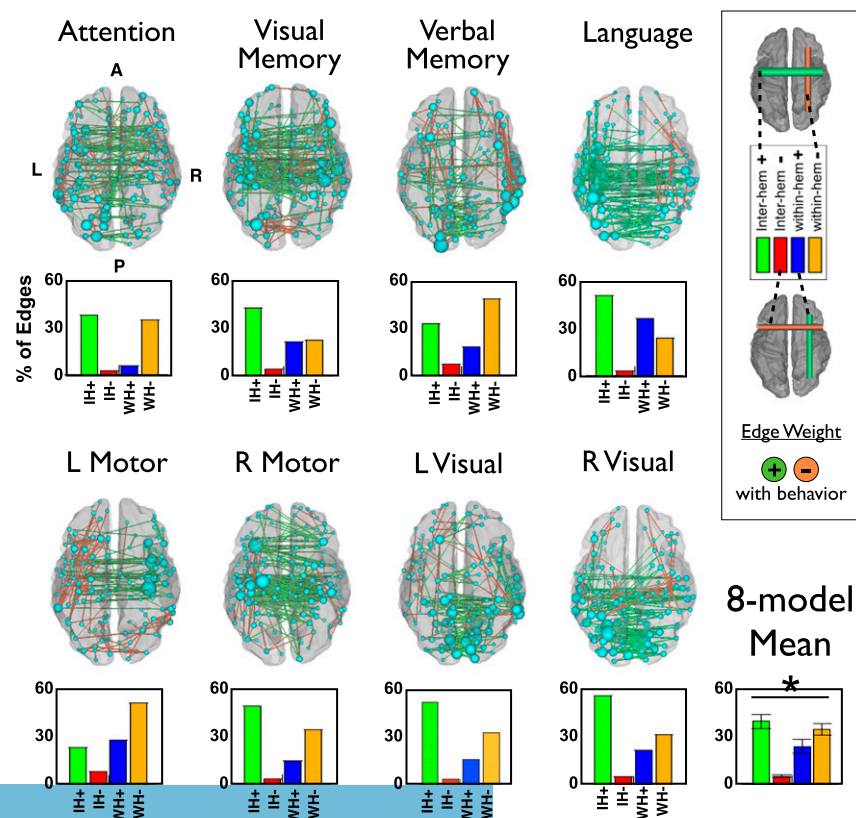 Attention
Visual
Memory
Verbal
Memory
Language
A
L
R
P
Inter-hem +
Inter-hem -
within-hem +
within-hem -
% of Edges
60
30
0
IH+
IH-
WH+
WH-
60
30
0
IH+
IH-
WH+
WH-
60
30
0
IH+
IH-
WH+
WH-
60
30
0
IH+
IH-
WH+
WH-
Edge Weight
+ -
with behavior
L Motor
R Motor
L Visual
R Visual
8-model
Mean
60
30
0
IH+
IH-
WH+
WH-
60
30
0
IH+
IH-
WH+
WH-
60
30
0
IH+
IH-
WH+
WH-
60
30
0
IH+
IH-
WH+
WH-
60
30
0
*